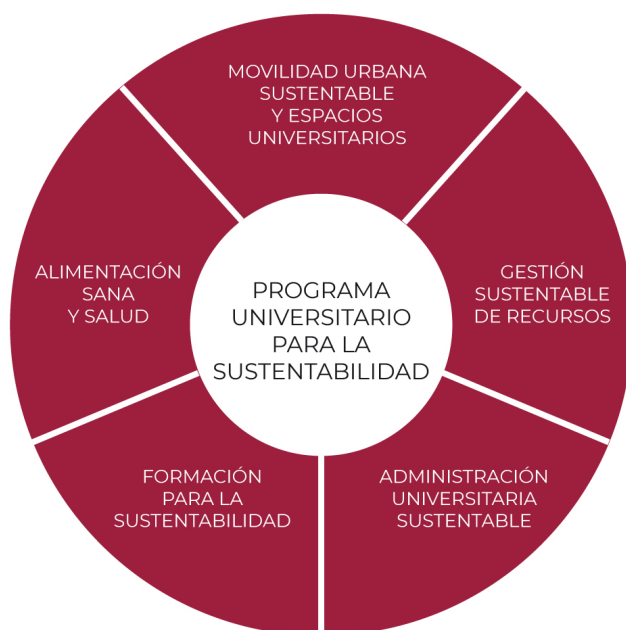 MOVILIDAD URBANA
SUSTENTABLE
Y ESPACIOS
UNIVERSITARIOS
ALIMENTACIÓN
SANA
Y SALUD
PROGRAMA
UNIVERSITARIO
PARA LA
SUSTENTABILIDAD
GESTIÓN
SUSTENTABLE
DE RECURSOS
FORMACIÓN
PARA LA
SUSTENTABILIDAD
ADMINISTRACIÓN
UNIVERSITARIA
SUSTENTABLE